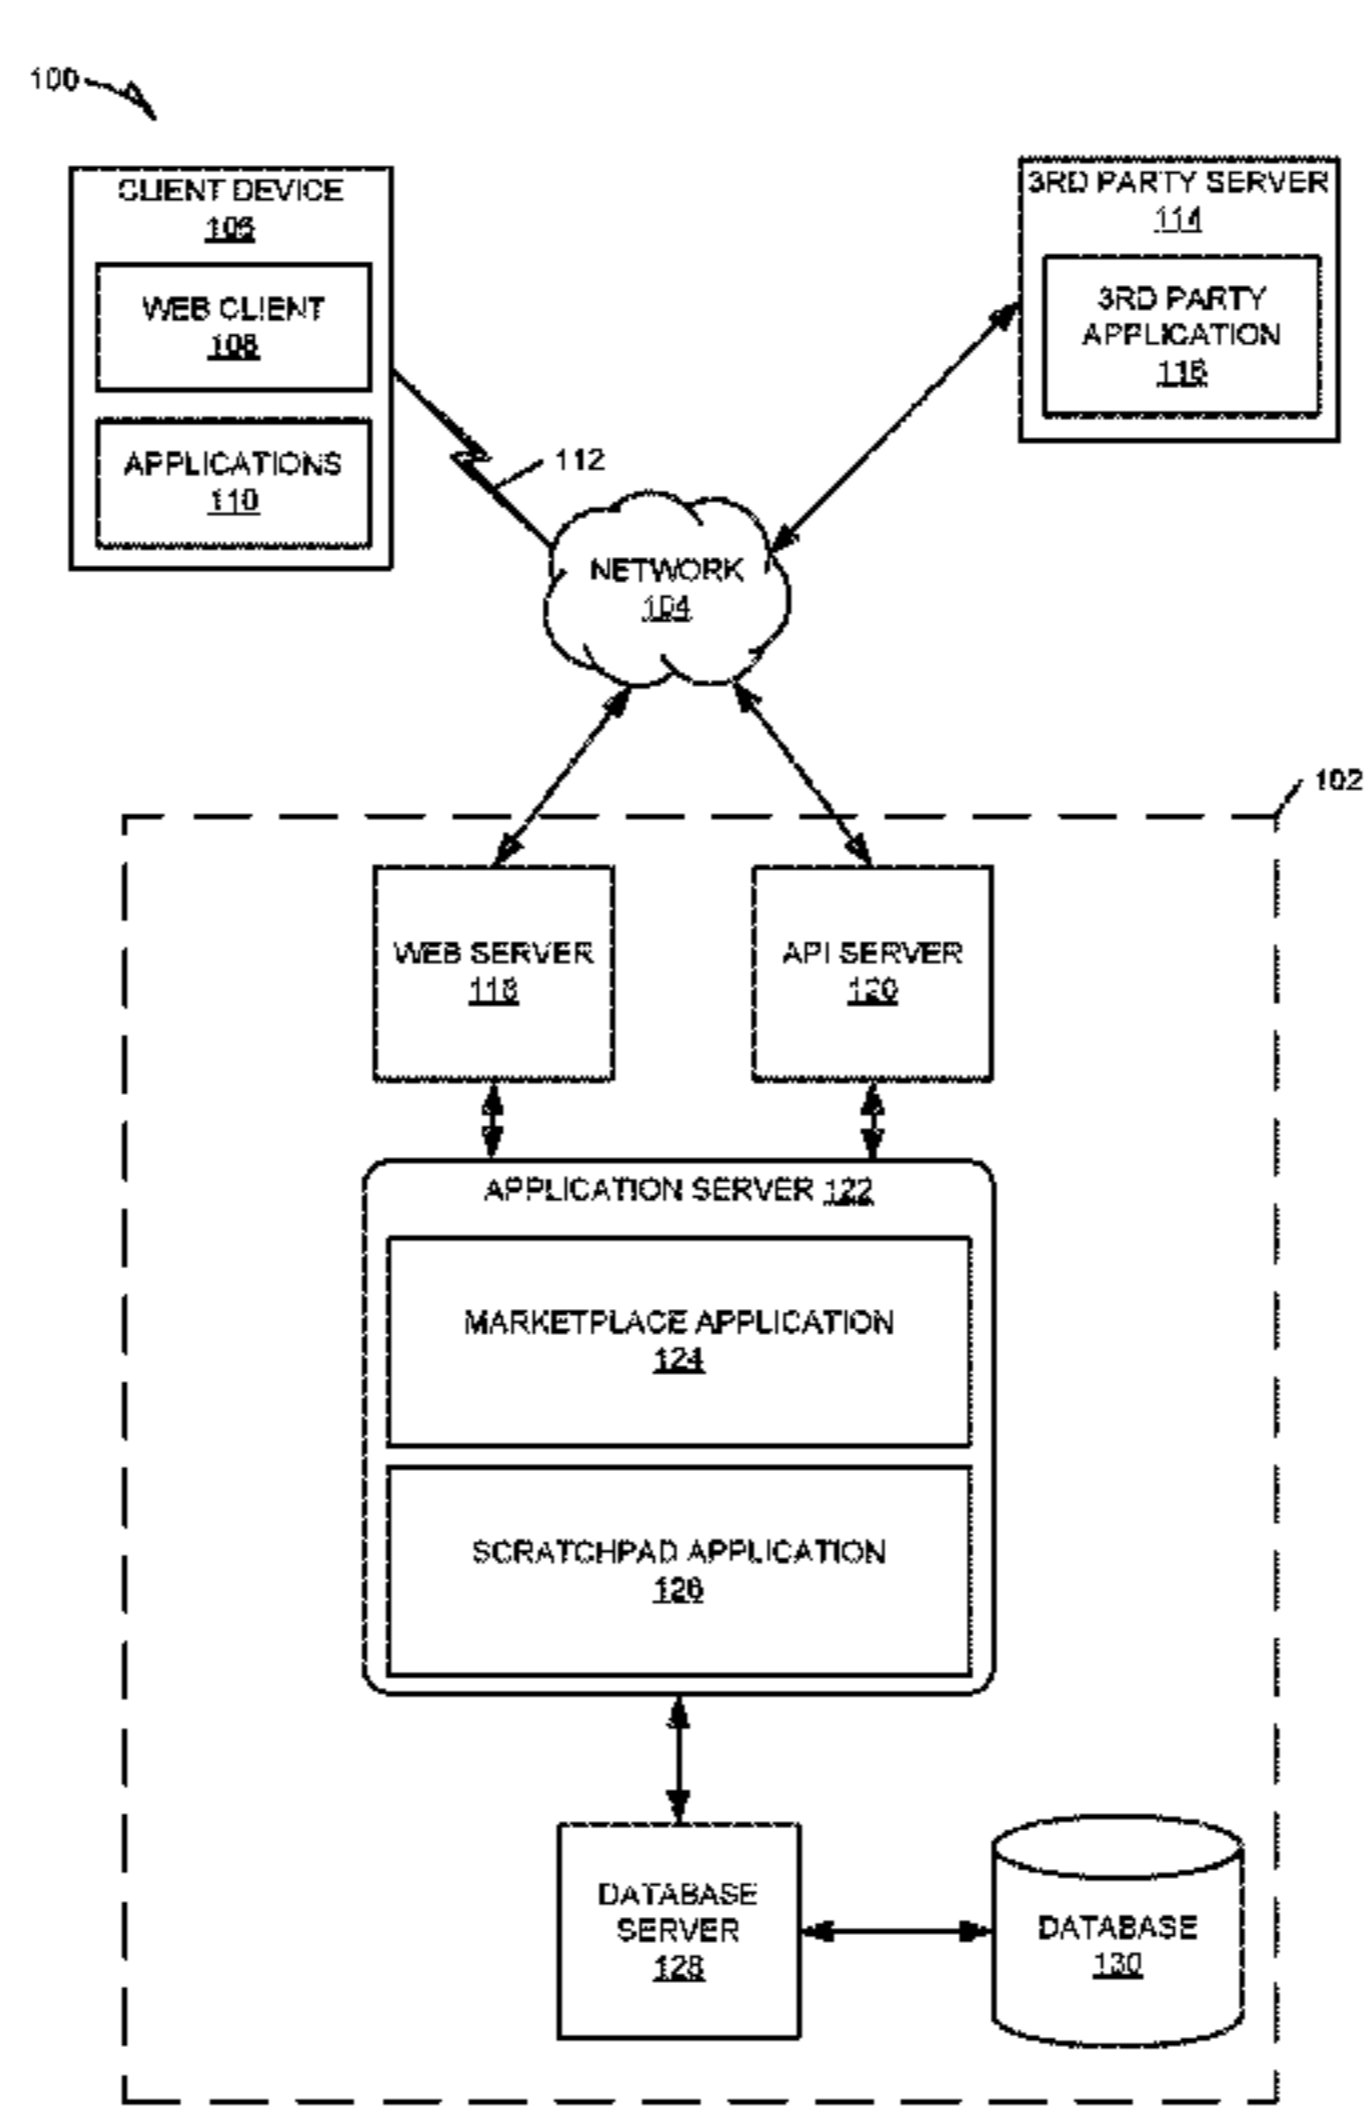 100
CLIENT DEVICE
106
WEB CLIENT
108
APPLICATIONS
110
112
3RD PARTY SERVER
114
3RD PARTY
APPLICATION
116
NETWORK
104
102
WEB SERVER
118
API SERVER
120
APPLICATION SERVER 122
MARKETPLACE APPLICATION
124
SCRATCHPAD APPLICATION
126
DATABASE
SERVER
128
DATABASE
130